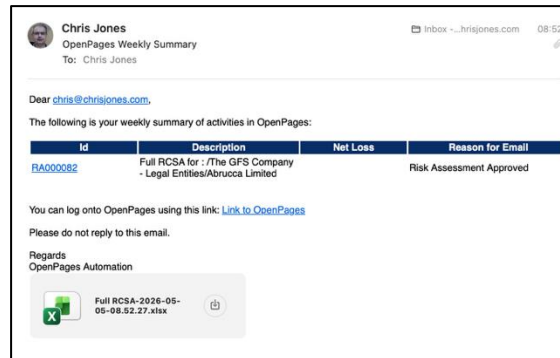 Chris Jones
Inbox -...hrisjones.com
08:52
OpenPages Weekly Summary
To: Chris Jones
Dear chris@chrisjones.com,
The following is your weekly summary of activities in OpenPages:
Id Description Net Loss Reason for Email
RA000082 Full RCSA for : /The GFS Company - Legal Entities/Abrucca Limited Risk Assessment Approved
You can log onto OpenPages using this link: Link to OpenPages
Please do not reply to this email.
Regards
OpenPages Automation
Full RCSA-2026-05-
05-08.52.27.xlsx
X